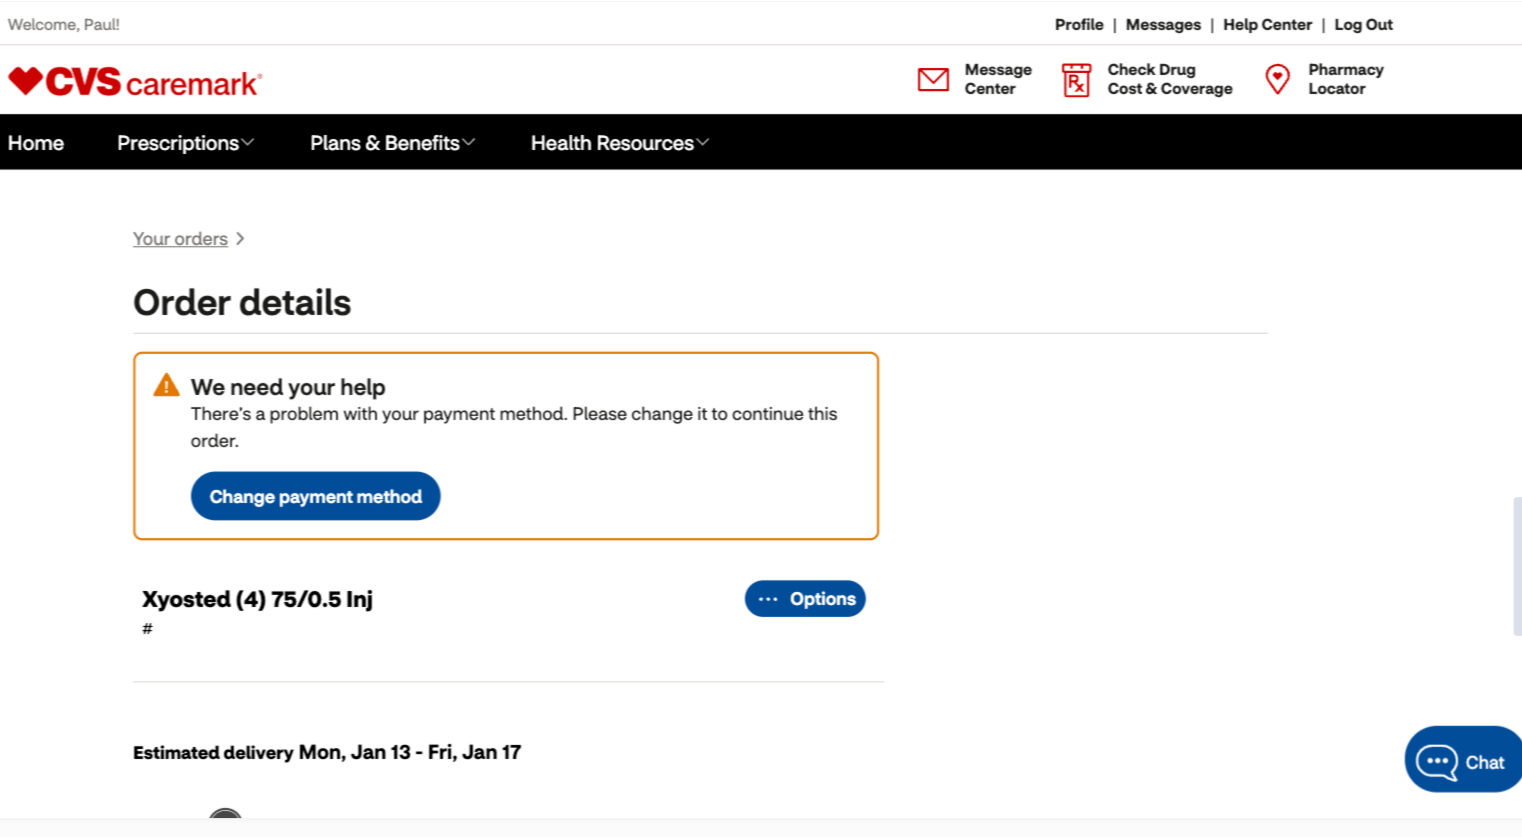 Welcome, Paul!
Profile | Messages | Help Center | Log Out
CVS caremark®
Message Center
Check Drug Cost & Coverage
Pharmacy Locator
Home
Prescriptions
Plans & Benefits
Health Resources
Your orders >
Order details
We need your help
There's a problem with your payment method. Please change it to continue this
order.
Change payment method
Xyosted (4) 75/0.5 Inj
··· Options
#
Estimated delivery Mon, Jan 13 - Fri, Jan 17
Chat